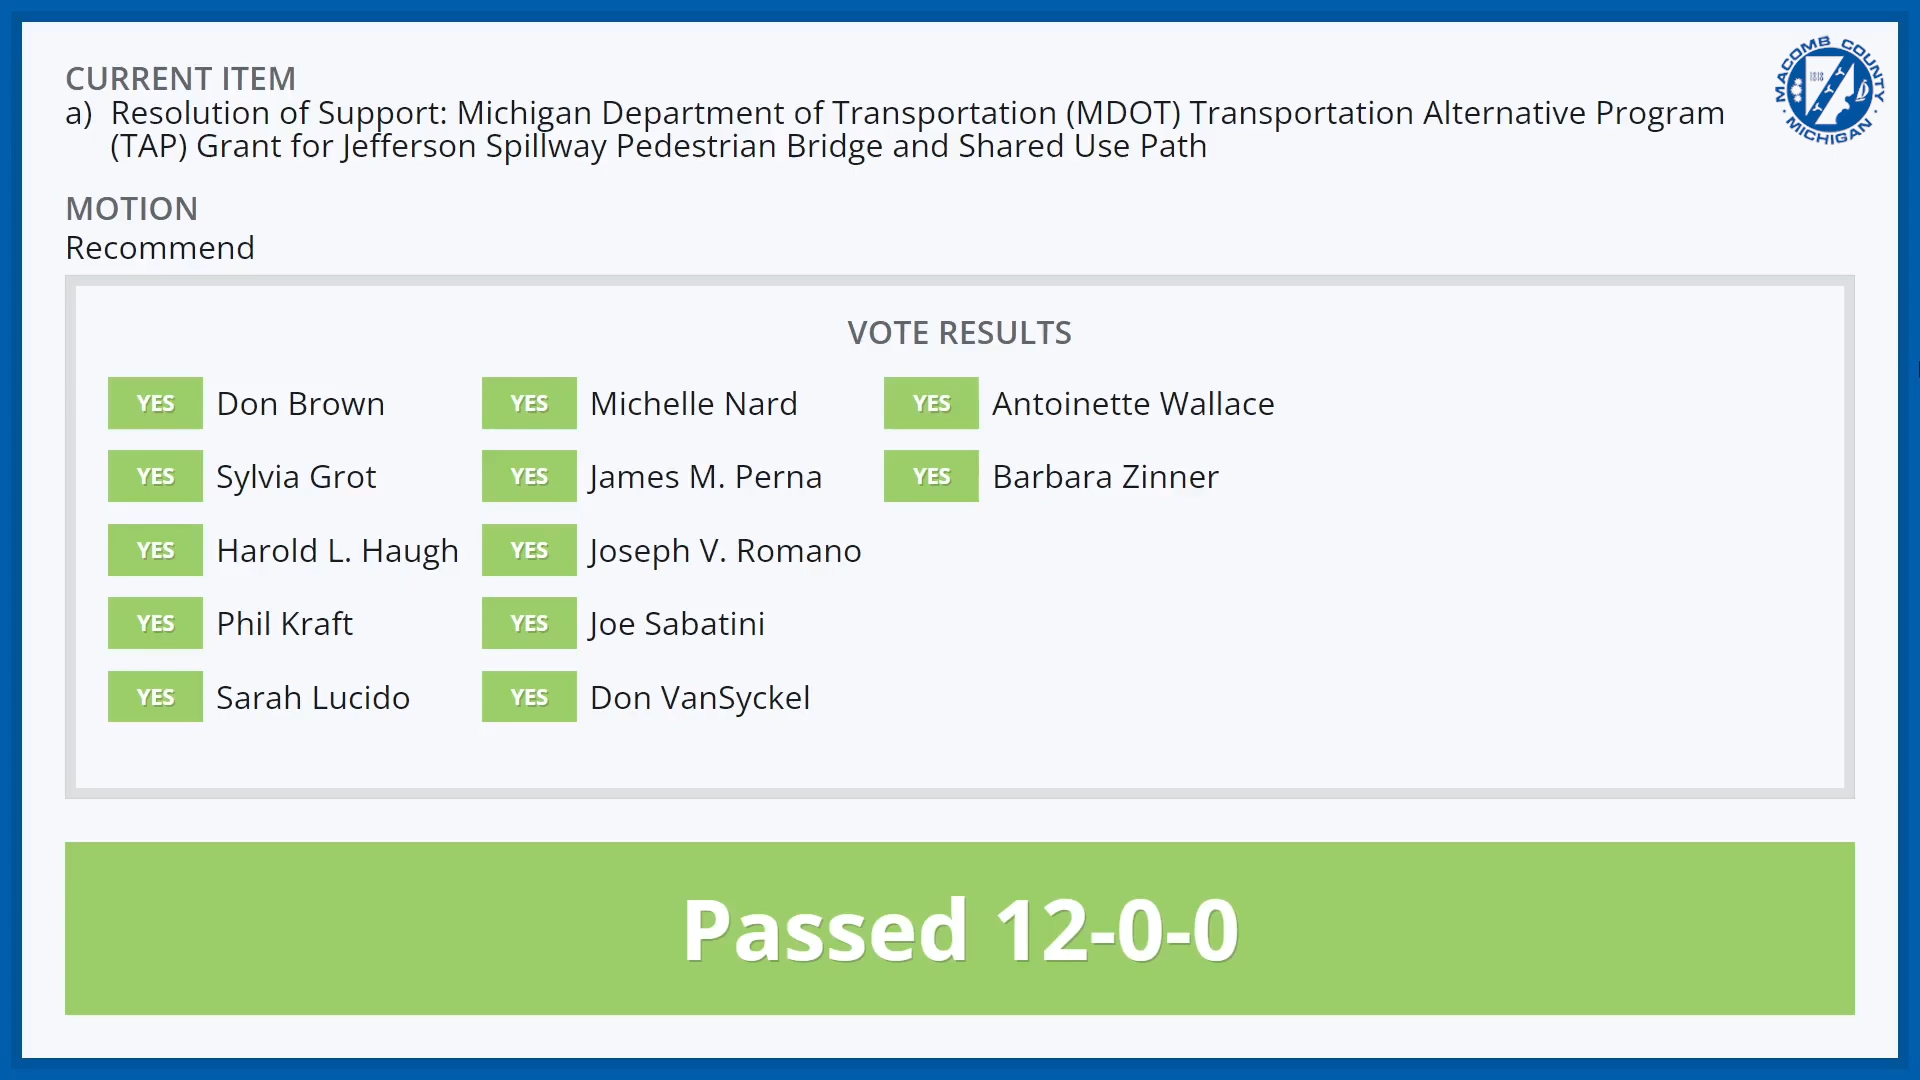 CURRENT ITEM
a) Resolution of Support: Michigan Department of Transportation (MDOT) Transportation Alternative Program
(TAP) Grant for Jefferson Spillway Pedestrian Bridge and Shared Use Path
MACOMB COUNTY
1818
MICHIGAN
MOTION
Recommend
VOTE RESULTS
YES Don Brown YES Michelle Nard YES Antoinette Wallace
YES Sylvia Grot YES James M. Perna YES Barbara Zinner
YES Harold L. Haugh YES Joseph V. Romano
YES Phil Kraft YES Joe Sabatini
YES Sarah Lucido YES Don VanSyckel
Passed 12-0-0